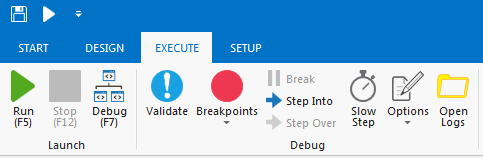 START DESIGN EXECUTE SETUP
Run
(F5)
Stop
(F12)
Debug
(F7)
Launch
Validate
Breakpoints
Break
Step Into
Step Over
Slow
Step
Options
Open
Logs
Debug